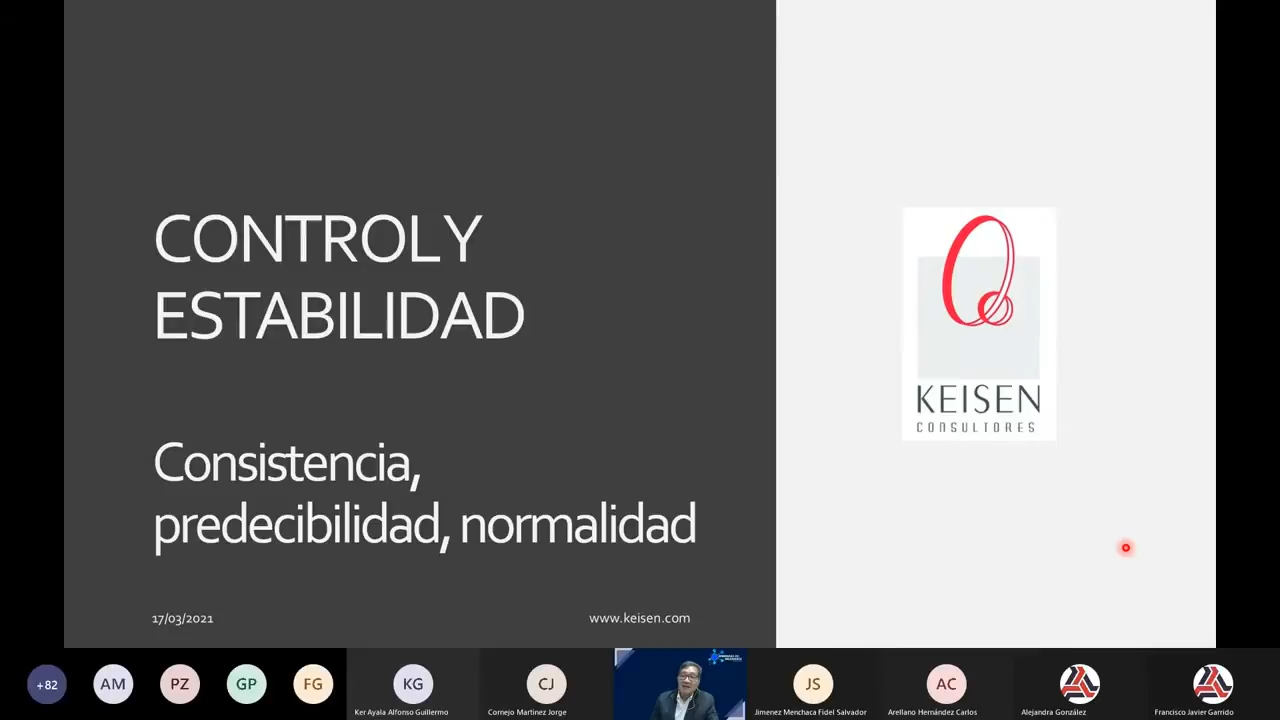 CONTROL Y
ESTABILIDAD
Consistencia,
predecibilidad, normalidad
17/03/2021
www.keisen.com
KEISEN
CONSULTORES
+82
AM
PZ
GP
FG
KG
Ker Ayala Alfonso Guillermo
CJ
Cornejo Martinez Jorge
JS
Jimenez Menchaca Fidel Salvador
AC
Arellano Hernández Carlos
Alejandra González
Francisco Javier Garrido